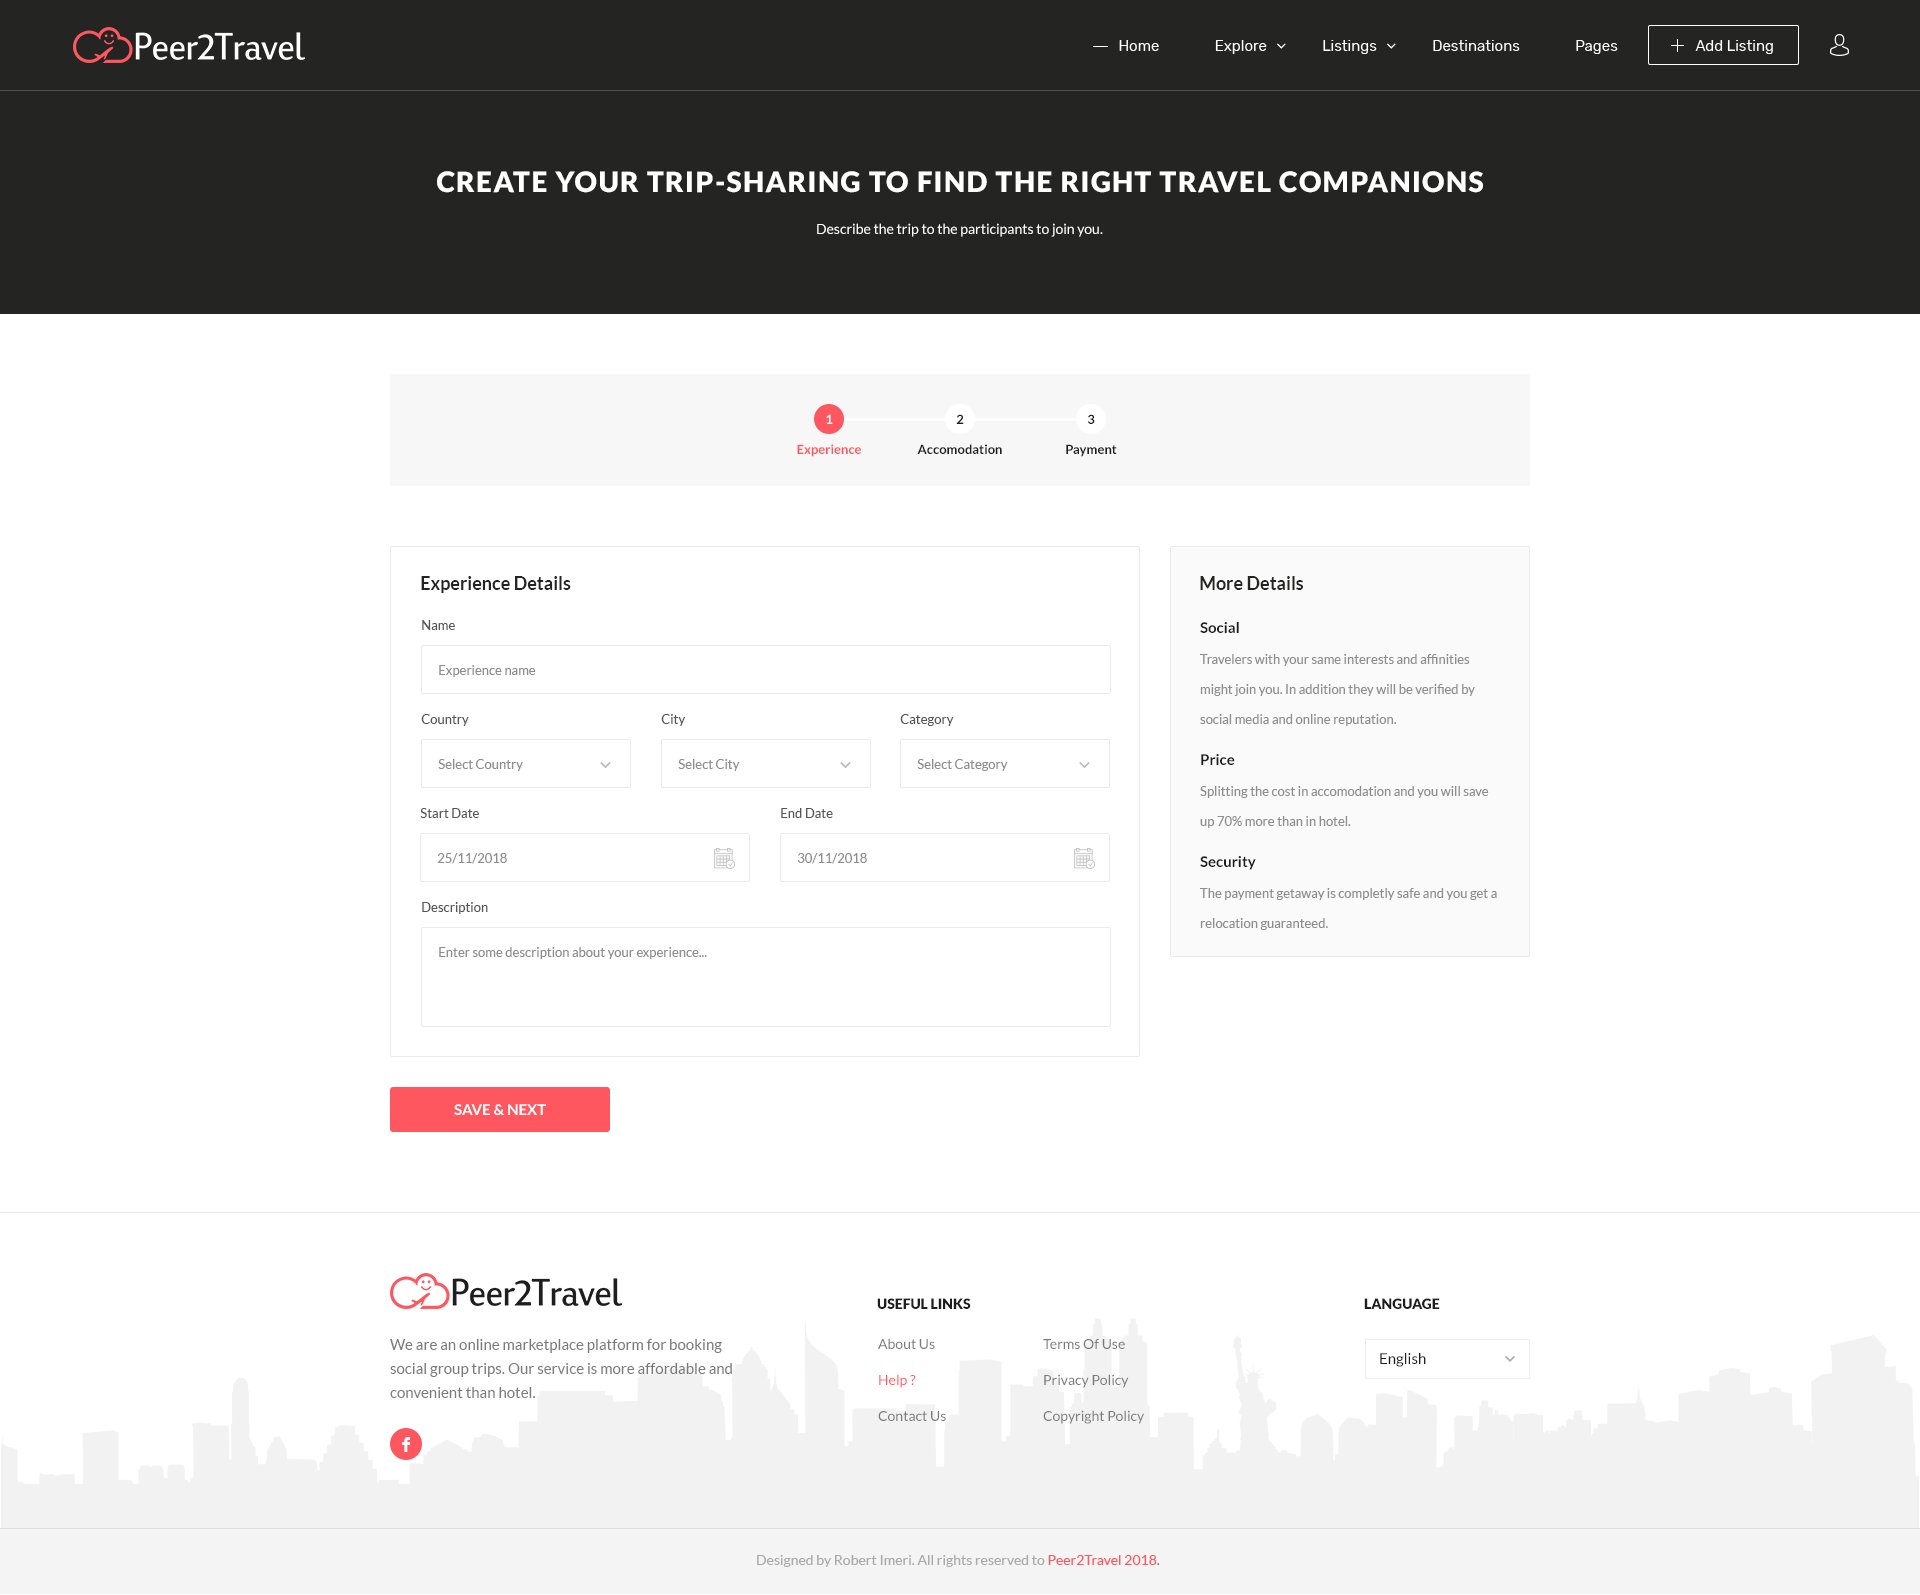 Peer2Travel
Home
Explore
Listings
Destinations
Pages
Add Listing
CREATE YOUR TRIP-SHARING TO FIND THE RIGHT TRAVEL COMPANIONS
Describe the trip to the participants to join you.
1
2
3
Experience
Accomodation
Payment
Experience Details
Name
Experience name
Country
City
Category
Select Country
Select City
Select Category
Start Date
End Date
25/11/2018
30/11/2018
Description
Enter some description about your experience...
SAVE & NEXT
More Details
Social
Travelers with your same interests and affinities
might join you. In addition they will be verified by
social media and online reputation.
Price
Splitting the cost in accomodation and you will save
up 70% more than in hotel.
Security
The payment getaway is completly safe and you get a
relocation guaranteed.
Peer2Travel
We are an online marketplace platform for booking
social group trips. Our service is more affordable and
convenient than hotel.
f
USEFUL LINKS
About Us
Help ?
Contact Us
Terms Of Use
Privacy Policy
Copyright Policy
LANGUAGE
English
Designed by Robert Imeri. All rights reserved to Peer2Travel 2018.